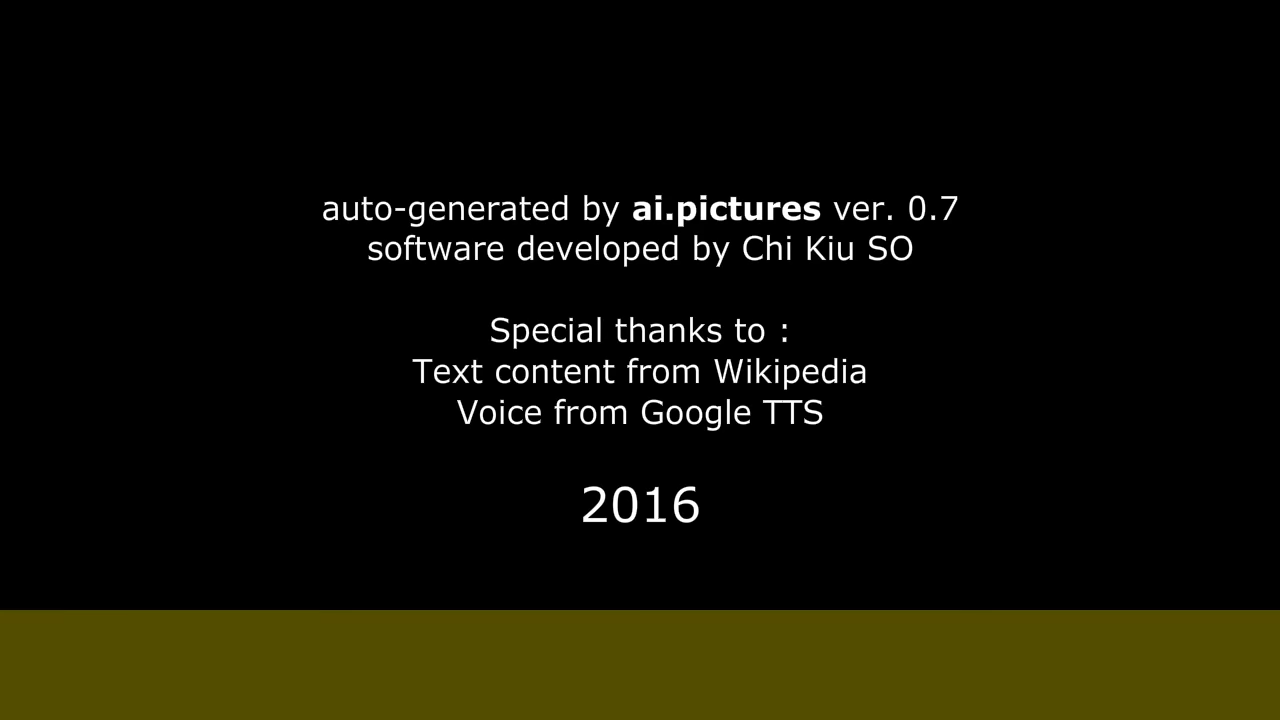 auto-generated by ai.pictures ver. 0.7
software developed by Chi Kiu SO
Special thanks to :
Text content from Wikipedia
Voice from Google TTS
2016